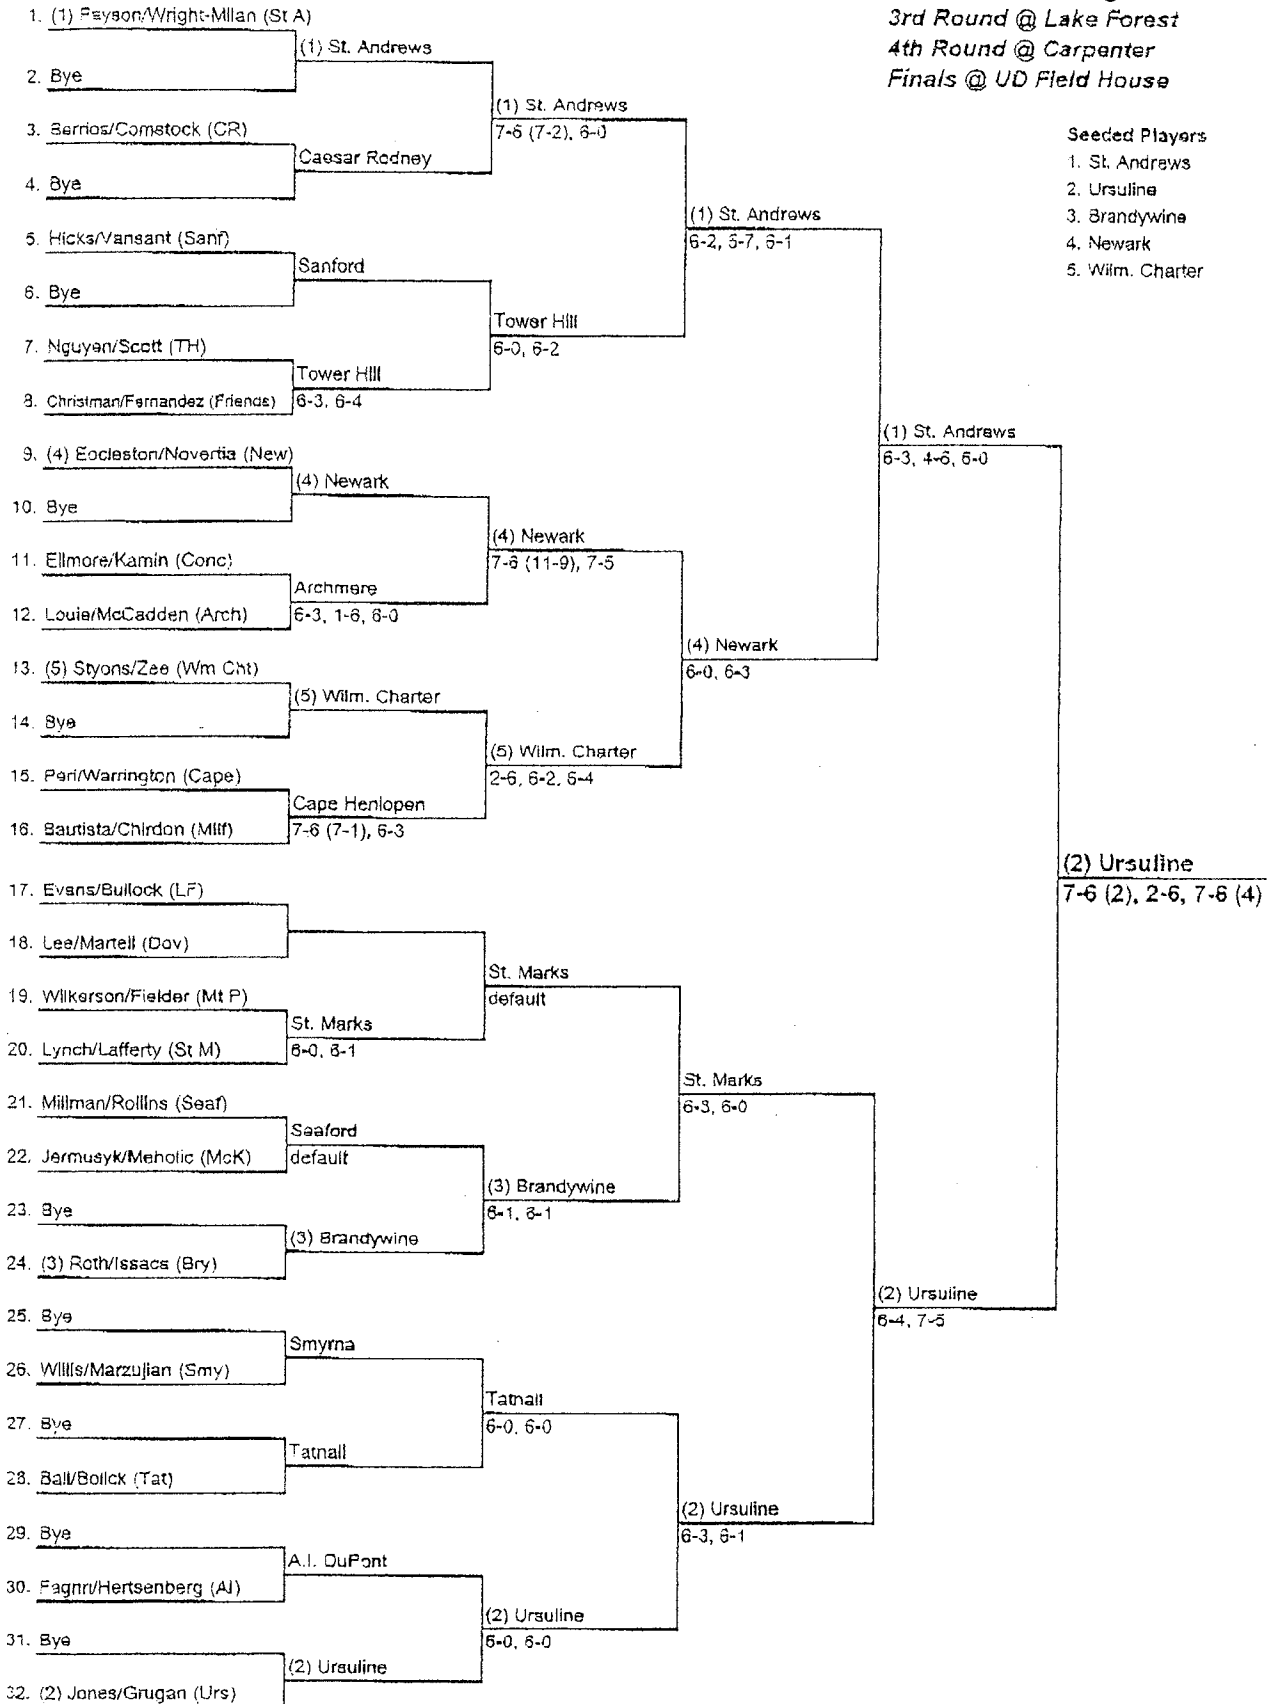 3rd Round @ Lake Forest
4th Round @ Carpenter
Finals @ UD Field House
Seeded Players
1. St. Andrews
2. Ursuline
3. Brandywine
4. Newark
5. Wilm. Charter
1. (1) Payson/Wright-Milan (St A)
2. Bye
3. Berrios/Comstock (CR)
4. Bye
5. Hicks/Vansant (Sanf)
6. Bye
7. Nguyen/Scott (TH)
8. Christman/Fernandez (Friends)
9. (4) Eccleston/Novertia (New)
10. Bye
11. Ellmore/Kamin (Conc)
12. Louie/McCadden (Arch)
13. (5) Styons/Zee (Wm Cht)
14. Bye
15. Peri/Warrington (Cape)
16. Bautista/Chirdon (Milf)
17. Evans/Bullock (LF)
18. Lee/Martell (Dov)
19. Wilkerson/Fielder (Mt P)
20. Lynch/Lafferty (St M)
21. Millman/Rollins (Seaf)
22. Jermusyk/Meholic (McK)
23. Bye
24. (3) Roth/Issacs (Bry)
25. Bye
26. Willis/Marzujian (Smy)
27. Bye
28. Ball/Bolick (Tat)
29. Bye
30. /Hertsenberg (AI)
31. Bye
32. (2) Jones/Grugan (Urs)
(1) St. Andrews
Caesar Rodney
Sanford
Tower Hill
6-3, 6-4
(4) Newark
Archmere
6-3, 1-6, 6-0
(5) Wilm. Charter
Cape Henlopen
7-6 (7-1), 6-3
St. Marks
6-0, 6-1
Seaford
default
(3) Brandywine
Smyrna
Tatnall
A.I. DuPont
(2) Ursuline
(1) St. Andrews
7-6 (7-2), 6-0
Tower Hill
6-0, 6-2
(4) Newark
7-6 (11-9), 7-5
(5) Wilm. Charter
2-6, 6-2, 6-4
St. Marks
default
(3) Brandywine
6-1, 6-1
Tatnall
6-0, 6-0
(2) Ursuline
6-0, 6-0
(1) St. Andrews
6-2, 6-7, 6-1
(4) Newark
6-0, 6-3
St. Marks
6-3, 6-0
(2) Ursuline
6-3, 6-1
(1) St. Andrews
6-3, 4-6, 6-0
(2) Ursuline
6-4, 7-5
(2) Ursuline
7-6 (2), 2-6, 7-6 (4)